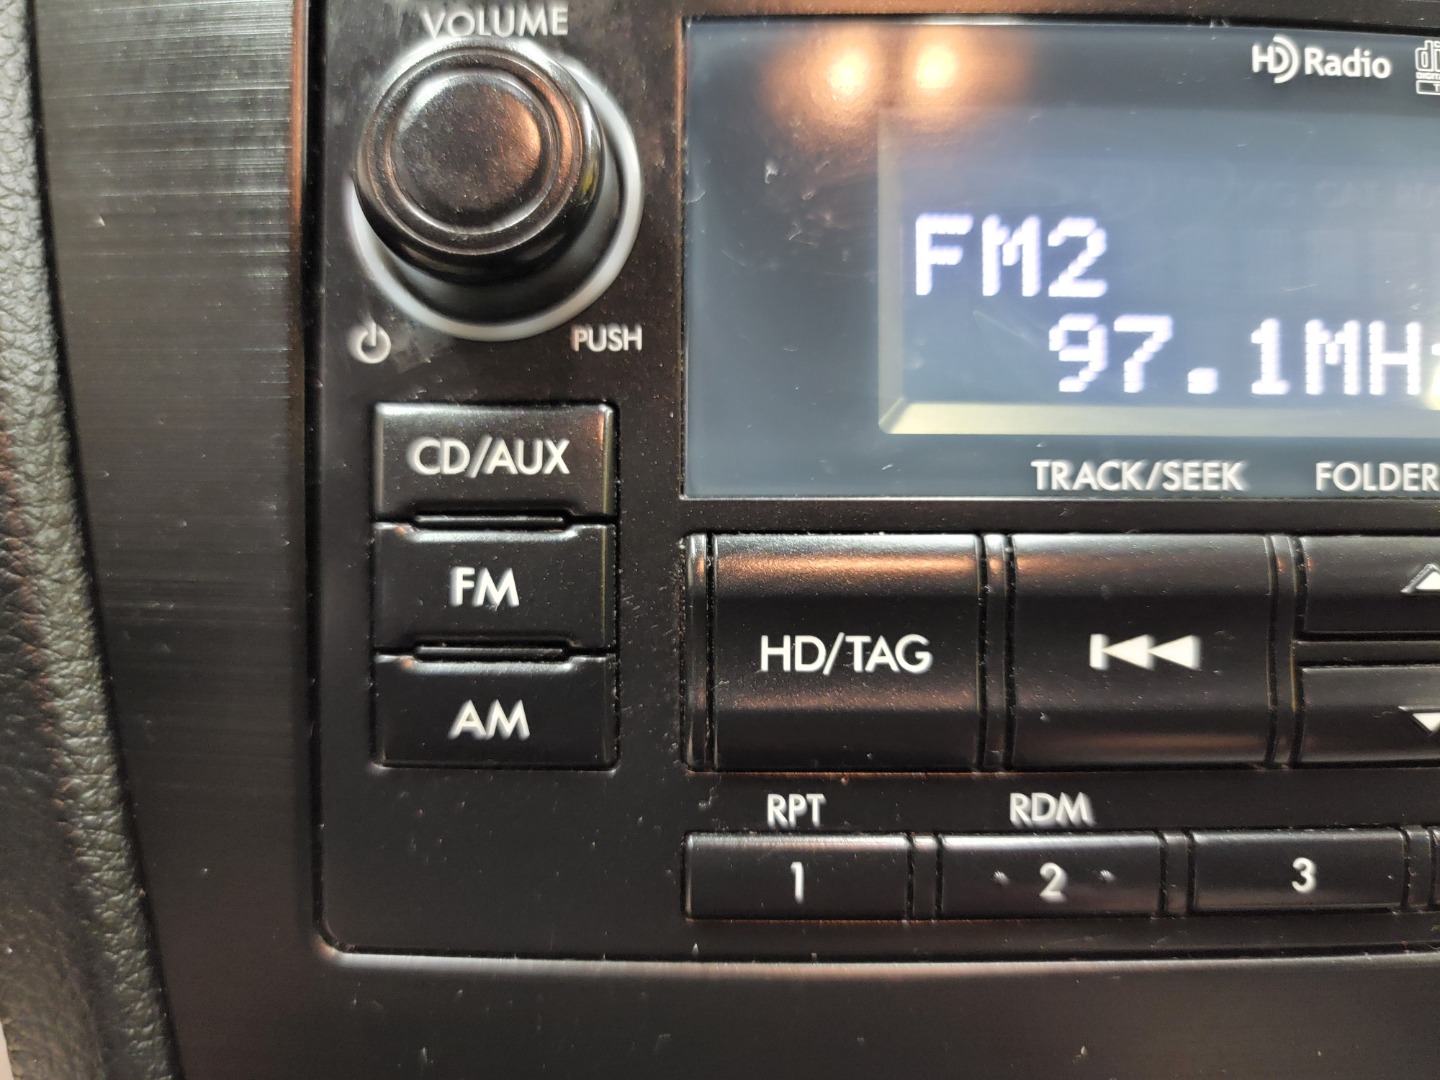 VOLUME
HD Radio
FM2
97.1MHz
PUSH
CD/AUX
TRACK/SEEK
FOLDER
FM
HD/TAG
AM
RPT
RDM
1
2
3